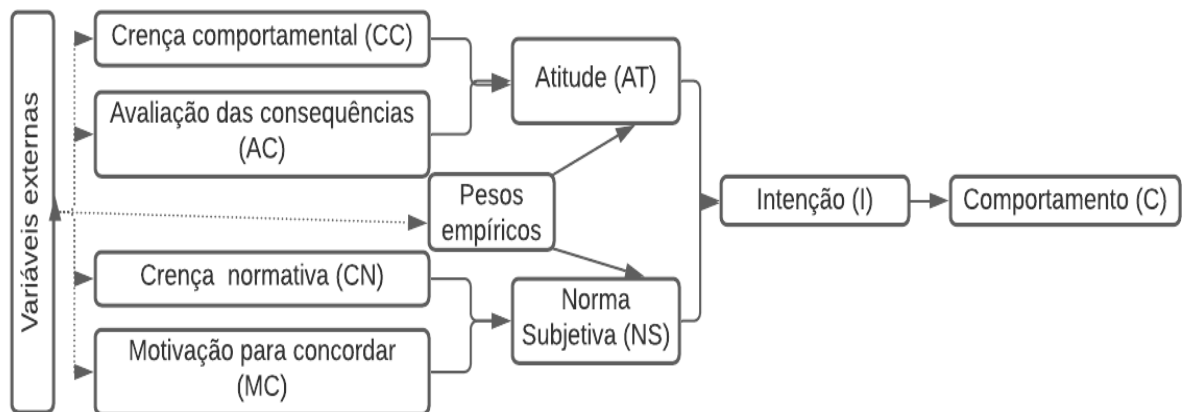 Variáveis externas
Crença comportamental (CC)
Avaliação das consequências
(AC)
Crença normativa (CN)
Motivação para concordar
(MC)
Pesos
empíricos
Atitude (AT)
Norma
Subjetiva (NS)
Intenção (I)
Comportamento (C)